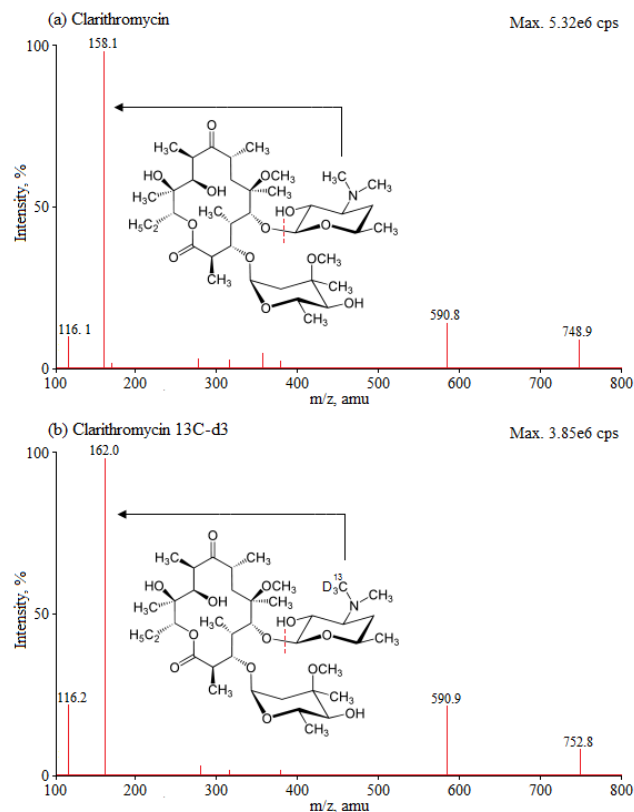 (a) Clarithromycin
Max. 5.32e6 cps
158.1
100
50
0
Intensity, %
O
H3C
CH3
HO
OH
H3C
OCH3
CH3
H3C
H3C
N
CH3
HO
H5C2
O
O
O
O
CH3
O
CH3
O
OCH3
CH3
O
OH
CH3
116. 1
590.8
748.9
100 200 300 400 500 600 700 800
m/z, amu
(b) Clarithromycin 13C-d3
Max. 3.85e6 cps
162.0
100
50
0
Intensity, %
O
H3C
CH3
HO
OH
H3C
OCH3
CH3
H3C
13
D3C
N
CH3
HO
H5C2
O
O
O
O
CH3
O
CH3
O
OCH3
CH3
O
OH
CH3
116.2
590.9
752.8
100 200 300 400 500 600 700 800
m/z, amu